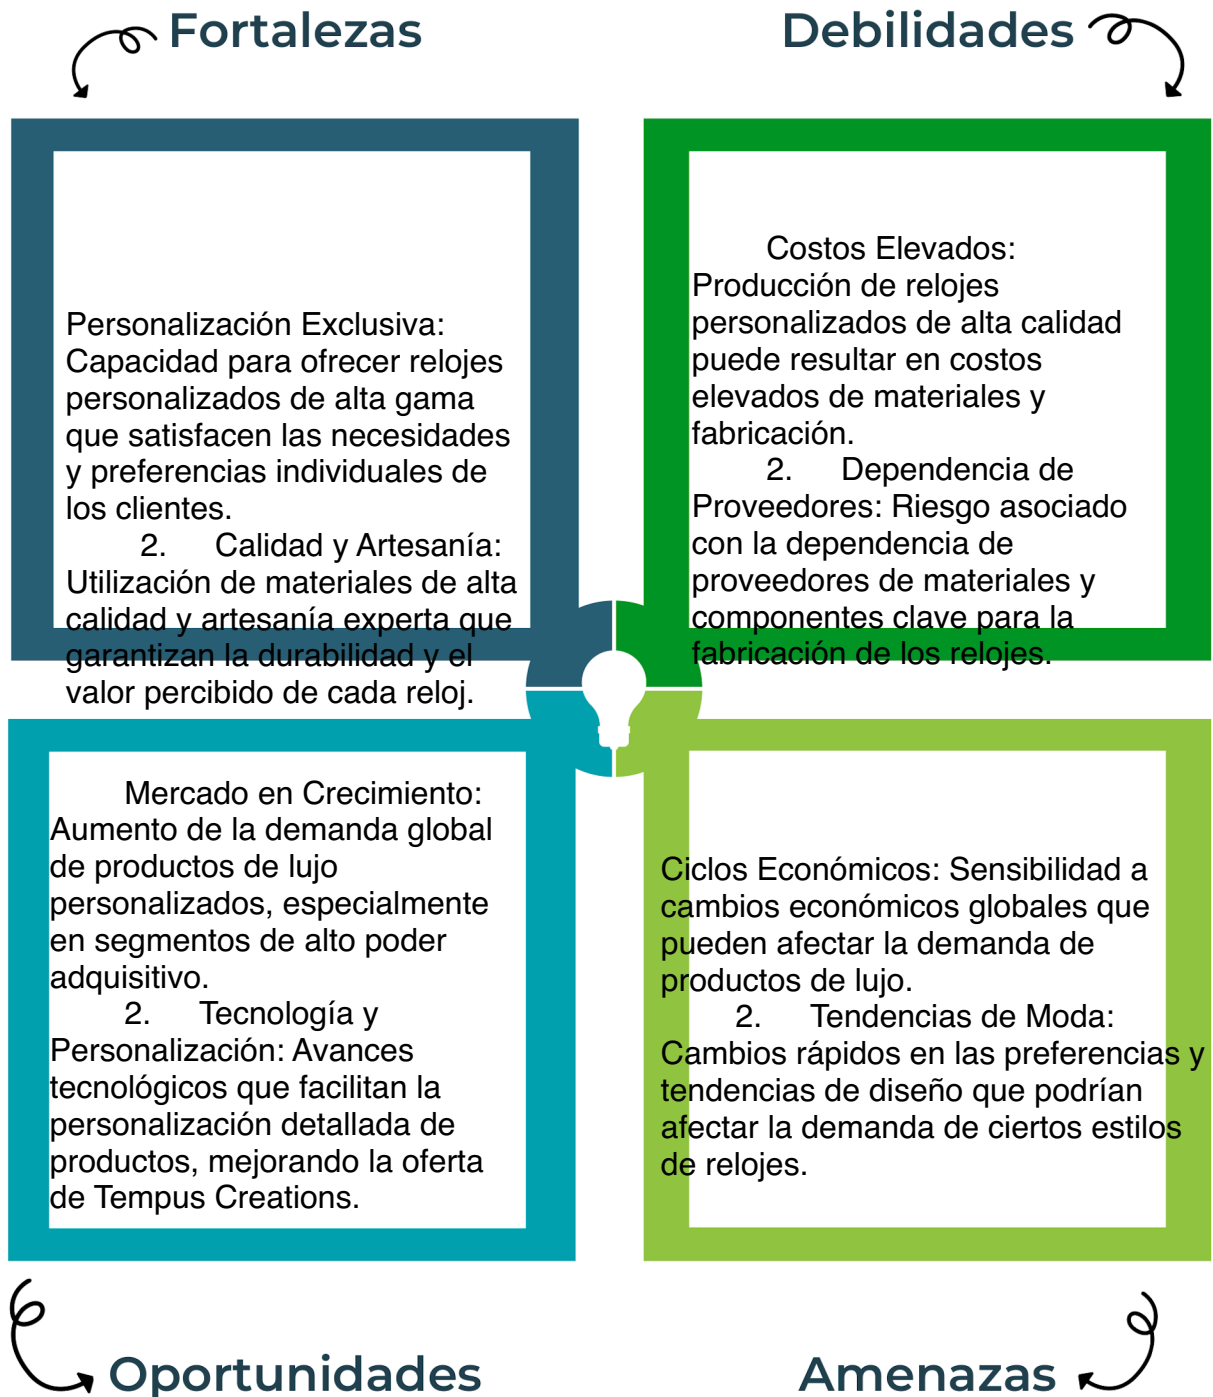 Fortalezas
Personalización Exclusiva:
Capacidad para ofrecer relojes
personalizados de alta gama
que satisfacen las necesidades
y preferencias individuales de
los clientes.
2. Calidad y Artesanía:
Utilización de materiales de alta
calidad y artesanía experta que
garantizan la durabilidad y el
valor percibido de cada reloj.
Debilidades
Costos Elevados:
Producción de relojes
personalizados de alta calidad
puede resultar en costos
elevados de materiales y
fabricación.
2. Dependencia de
Proveedores: Riesgo asociado
con la dependencia de
proveedores de materiales y
componentes clave para la
fabricación de los relojes.
Mercado en Crecimiento:
Aumento de la demanda global
de productos de lujo
personalizados, especialmente
en segmentos de alto poder
adquisitivo.
2. Tecnología y
Personalización: Avances
tecnológicos que facilitan la
personalización detallada de
productos, mejorando la oferta
de Tempus Creations.
Oportunidades
Ciclos Económicos: Sensibilidad a
cambios económicos globales que
pueden afectar la demanda de
productos de lujo.
2. Tendencias de Moda:
Cambios rápidos en las preferencias y
tendencias de diseño que podrían
afectar la demanda de ciertos estilos
de relojes.
Amenazas